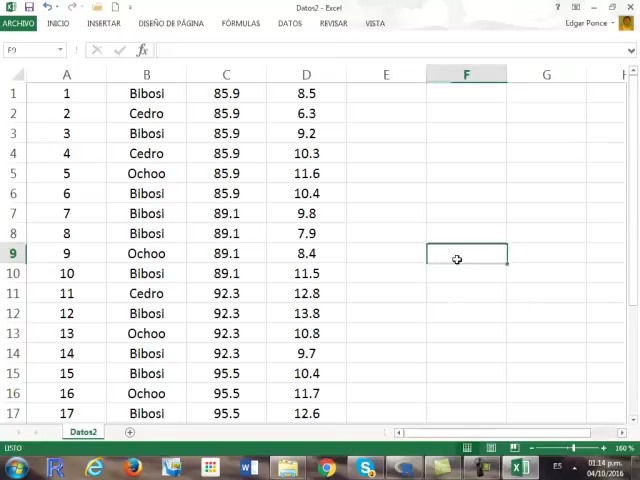 Datos2 - Excel
ARCHIVO INICIO INSERTAR DISEÑO DE PÁGINA FÓRMULAS DATOS REVISAR VISTA Edgar Ponce
F9 fx
A B C D E F G H
1 1 Bibosi 85.9 8.5
2 2 Cedro 85.9 6.3
3 3 Bibosi 85.9 9.2
4 4 Cedro 85.9 10.3
5 5 Ochoo 85.9 11.6
6 6 Bibosi 85.9 10.4
7 7 Bibosi 89.1 9.8
8 8 Bibosi 89.1 7.9
9 9 Ochoo 89.1 8.4
10 10 Bibosi 89.1 11.5
11 11 Cedro 92.3 12.8
12 12 Bibosi 92.3 13.8
13 13 Ochoo 92.3 10.8
14 14 Bibosi 92.3 9.7
15 15 Bibosi 95.5 10.4
16 16 Ochoo 95.5 11.7
17 17 Bibosi 95.5 12.6
Datos2
LISTO 160 %
ES 01:14 p.m.
04/10/2016